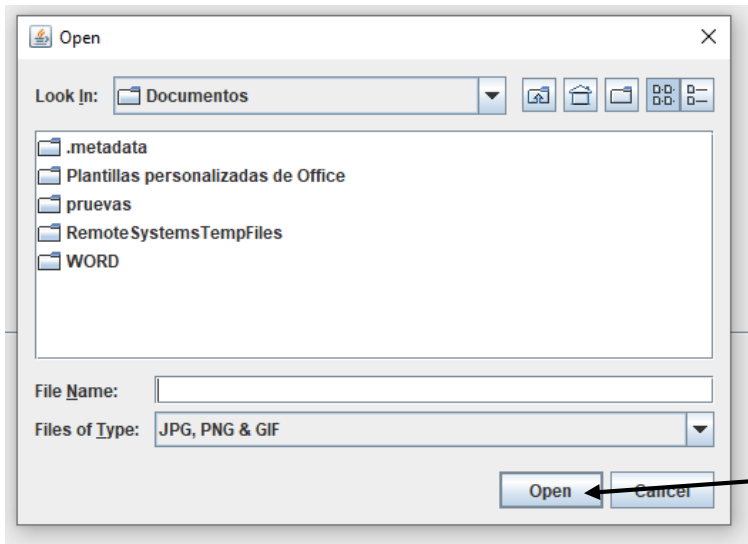 Open
Look In: Documentos
.metadata
Plantillas personalizadas de Office
pruevas
RemoteSystemsTempFiles
WORD
File Name:
Files of Type: JPG, PNG & GIF
Open Cancel